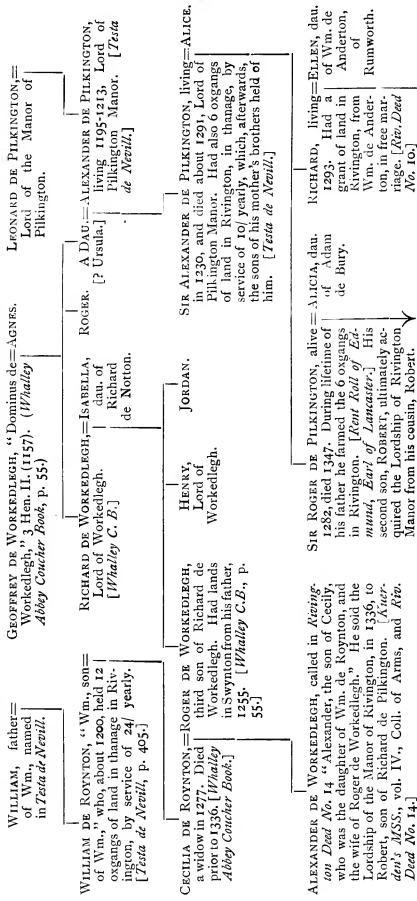 WILLIAM, father=
of Wm., named
in Testa de Nevill.
GEOFFREY DE WORKEDLEGH, "Dominus de=AGNES.
Workedlegh," 3 Hen. II. (1157). (Whalley
Abbey Coucher Book, p. 55.)
LEONARD DE PILKINGTON,=
Lord of the Manor of
Pilkington.
WILLIAM DE ROYNTON, "Wm., son=
of Wm.," who, about 1200, held 12
oxgangs of land in thanage in Riv-
ington, by service of 24/ yearly.
[Testa de Nevill, p. 405.]
RICHARD DE WORKEDLEGH,=ISABELLA,
Lord of Workedlegh.
[Whalley C. B.]
dau. of
Richard
de Notton.
ROGER.
A DAU.=ALEXANDER DE PILKINGTON,
[? Ursula.]
living 1195-1213, Lord of
Pilkington Manor. [Testa
de Nevill.]
CECILIA DE ROYNTON,=ROGER DE WORKEDLEGH,
a widow in 1277. Died
prior to 1336. [Whalley
Abbey Coucher Book.]
third son of Richard de
Workedlegh. Had lands
in Swynton from his father,
1255. [Whalley C.B., p.
55.]
HENRY,
Lord of
Workedlegh.
JORDAN.
SIR ALEXANDER DE PILKINGTON, living=ALICE.
in 1230, and died about 1291, Lord of
Pilkington Manor. Had also 6 oxgangs
of land in Rivington, in thanage, by
service of 10/ yearly, which, afterwards,
the sons of his mother's brothers held of
him. [Testa de Nevill.]
ALEXANDER DE WORKEDLEGH, called in Riving-
ton Deed No. 14 "Alexander, the son of Cecily,
who was the daughter of Wm. de Roynton, and
the wife of Roger de Workedlegh." He sold the
Lordship of the Manor of Rivington, in 1336, to
Robert, son of Richard de Pilkington. [Kuer-
den's MSS., vol. IV., Coll. of Arms, and Riv.
Deed No. 14.]
SIR ROGER DE PILKINGTON, alive=ALICIA, dau.
1282, died 1347. During lifetime of
his father he farmed the 6 oxgangs
in Rivington. [Rent Roll of Ed-
mund, Earl of Lancaster.] His
second son, ROBERT, ultimately ac-
quired the Lordship of Rivington
Manor from his cousin, Robert.
of Adam
de Bury.
RICHARD, living=ELLEN, dau.
1293. Had a
grant of land in
Rivington, from
Wm. de Ander-
ton, in free mar-
riage. [Riv. Deed
No. 10.]
of Wm. de
Anderton,
of
Rumworth.